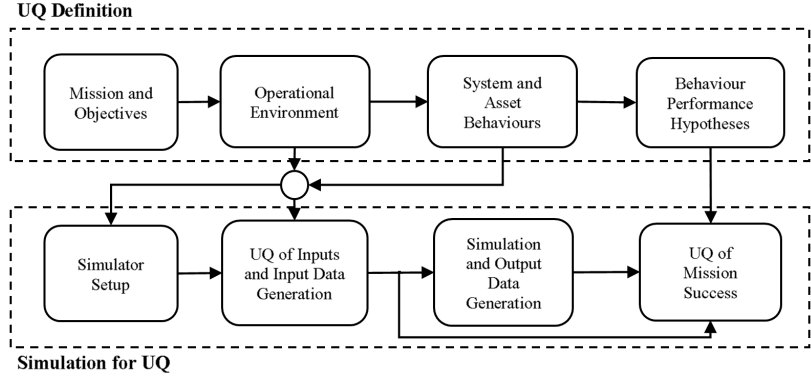 UQ Definition
Mission and
Objectives
Operational
Environment
System and
Asset
Behaviours
Behaviour
Performance
Hypotheses
Simulator
Setup
UQ of Inputs
and Input Data
Generation
Simulation
and Output
Data
Generation
UQ of
Mission
Success
Simulation for UQ